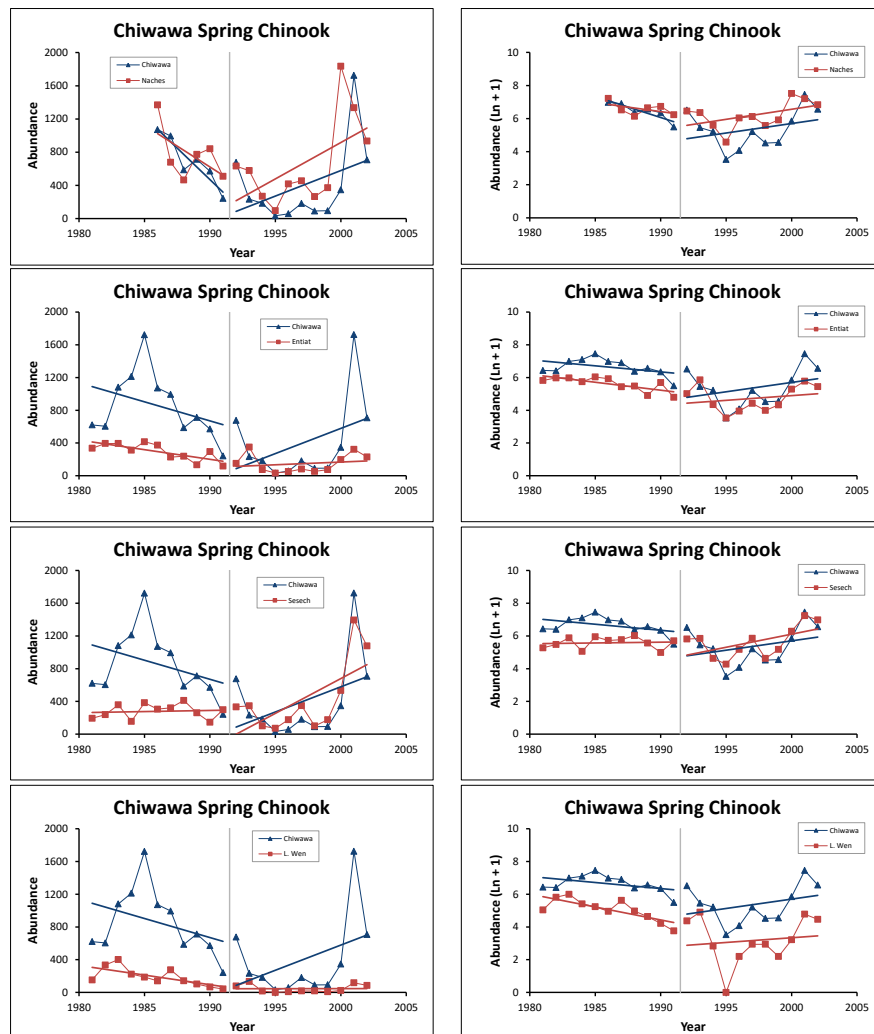 Chiwawa Spring Chinook
2000
1600
1200
800
400
0
Abundance
Chiwawa
Naches
1980 1985 1990 1995 2000 2005
Year
Chiwawa Spring Chinook
10
8
6
4
2
0
Abundance (Ln + 1)
Chiwawa
Naches
1980 1985 1990 1995 2000 2005
Year
Chiwawa Spring Chinook
2000
1600
1200
800
400
0
Abundance
Chiwawa
Entiat
1980 1985 1990 1995 2000 2005
Year
Chiwawa Spring Chinook
10
8
6
4
2
0
Abundance (Ln + 1)
Chiwawa
Entiat
1980 1985 1990 1995 2000 2005
Year
Chiwawa Spring Chinook
2000
1600
1200
800
400
0
Abundance
Chiwawa
Sesech
1980 1985 1990 1995 2000 2005
Year
Chiwawa Spring Chinook
10
8
6
4
2
0
Abundance (Ln + 1)
Chiwawa
Sesech
1980 1985 1990 1995 2000 2005
Year
Chiwawa Spring Chinook
2000
1600
1200
800
400
0
Abundance
Chiwawa
L. Wen
1980 1985 1990 1995 2000 2005
Year
Chiwawa Spring Chinook
10
8
6
4
2
0
Abundance (Ln + 1)
Chiwawa
L. Wen
1980 1985 1990 1995 2000 2005
Year